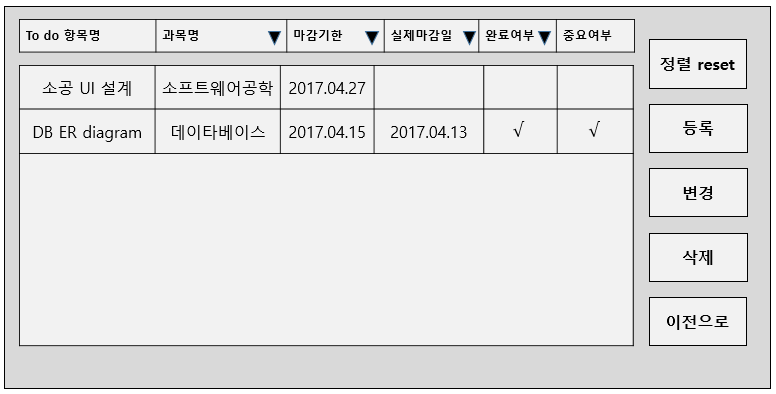 To do 항목명 과목명 ▼ 마감기한 ▼ 실제마감일 ▼ 완료여부 ▼ 중요여부
소공 UI 설계 소프트웨어공학 2017.04.27
DB ER diagram 데이타베이스 2017.04.15 2017.04.13 √ √
정렬 reset
등록
변경
삭제
이전으로